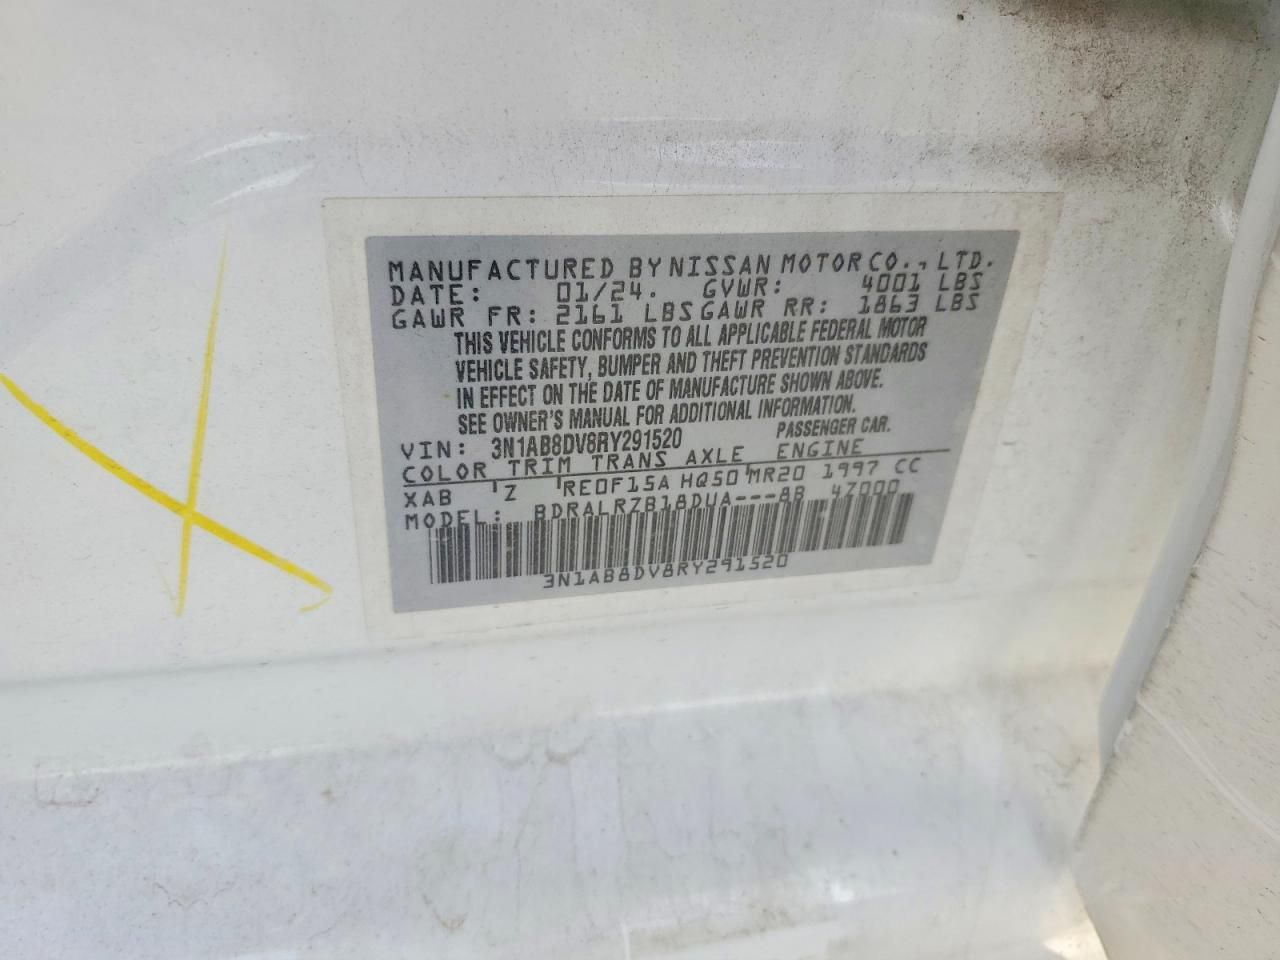 MANUFACTURED BY NISSAN MOTOR CO., LTD.
DATE: 01/24. GVWR: 4001 LBS
GAWR FR: 2161 LBS GAWR RR: 1863 LBS
THIS VEHICLE CONFORMS TO ALL APPLICABLE FEDERAL MOTOR
VEHICLE SAFETY, BUMPER AND THEFT PREVENTION STANDARDS
IN EFFECT ON THE DATE OF MANUFACTURE SHOWN ABOVE.
SEE OWNER'S MANUAL FOR ADDITIONAL INFORMATION.
VIN: 3N1AB8DV8RY291520 PASSENGER CAR.
COLOR TRIM TRANS AXLE ENGINE
XAB Z RE0F15A HQ50 MR20 1997 CC
MODEL: BDRALRZB18DUA---8B 47000
3N1AB8DV8RY291520